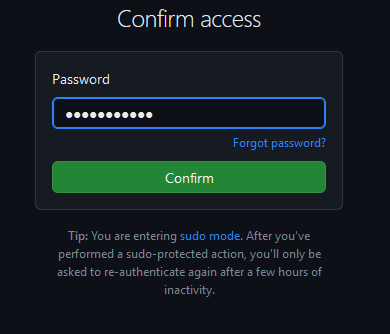 Confirm access
Password
●●●●●●●●●●●
Forgot password?
Confirm
Tip: You are entering sudo mode. After you've
performed a sudo-protected action, you'll only be
asked to re-authenticate again after a few hours of
inactivity.